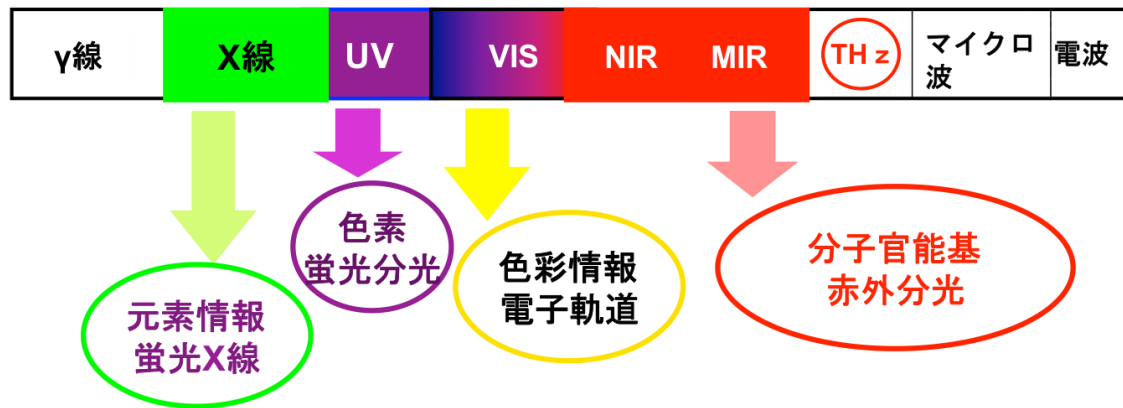 γ線
X線
UV
VIS
NIR
MIR
THz
マイクロ
波
電波
色素
蛍光分光
色彩情報
電子軌道
分子官能基
赤外分光
元素情報
蛍光X線